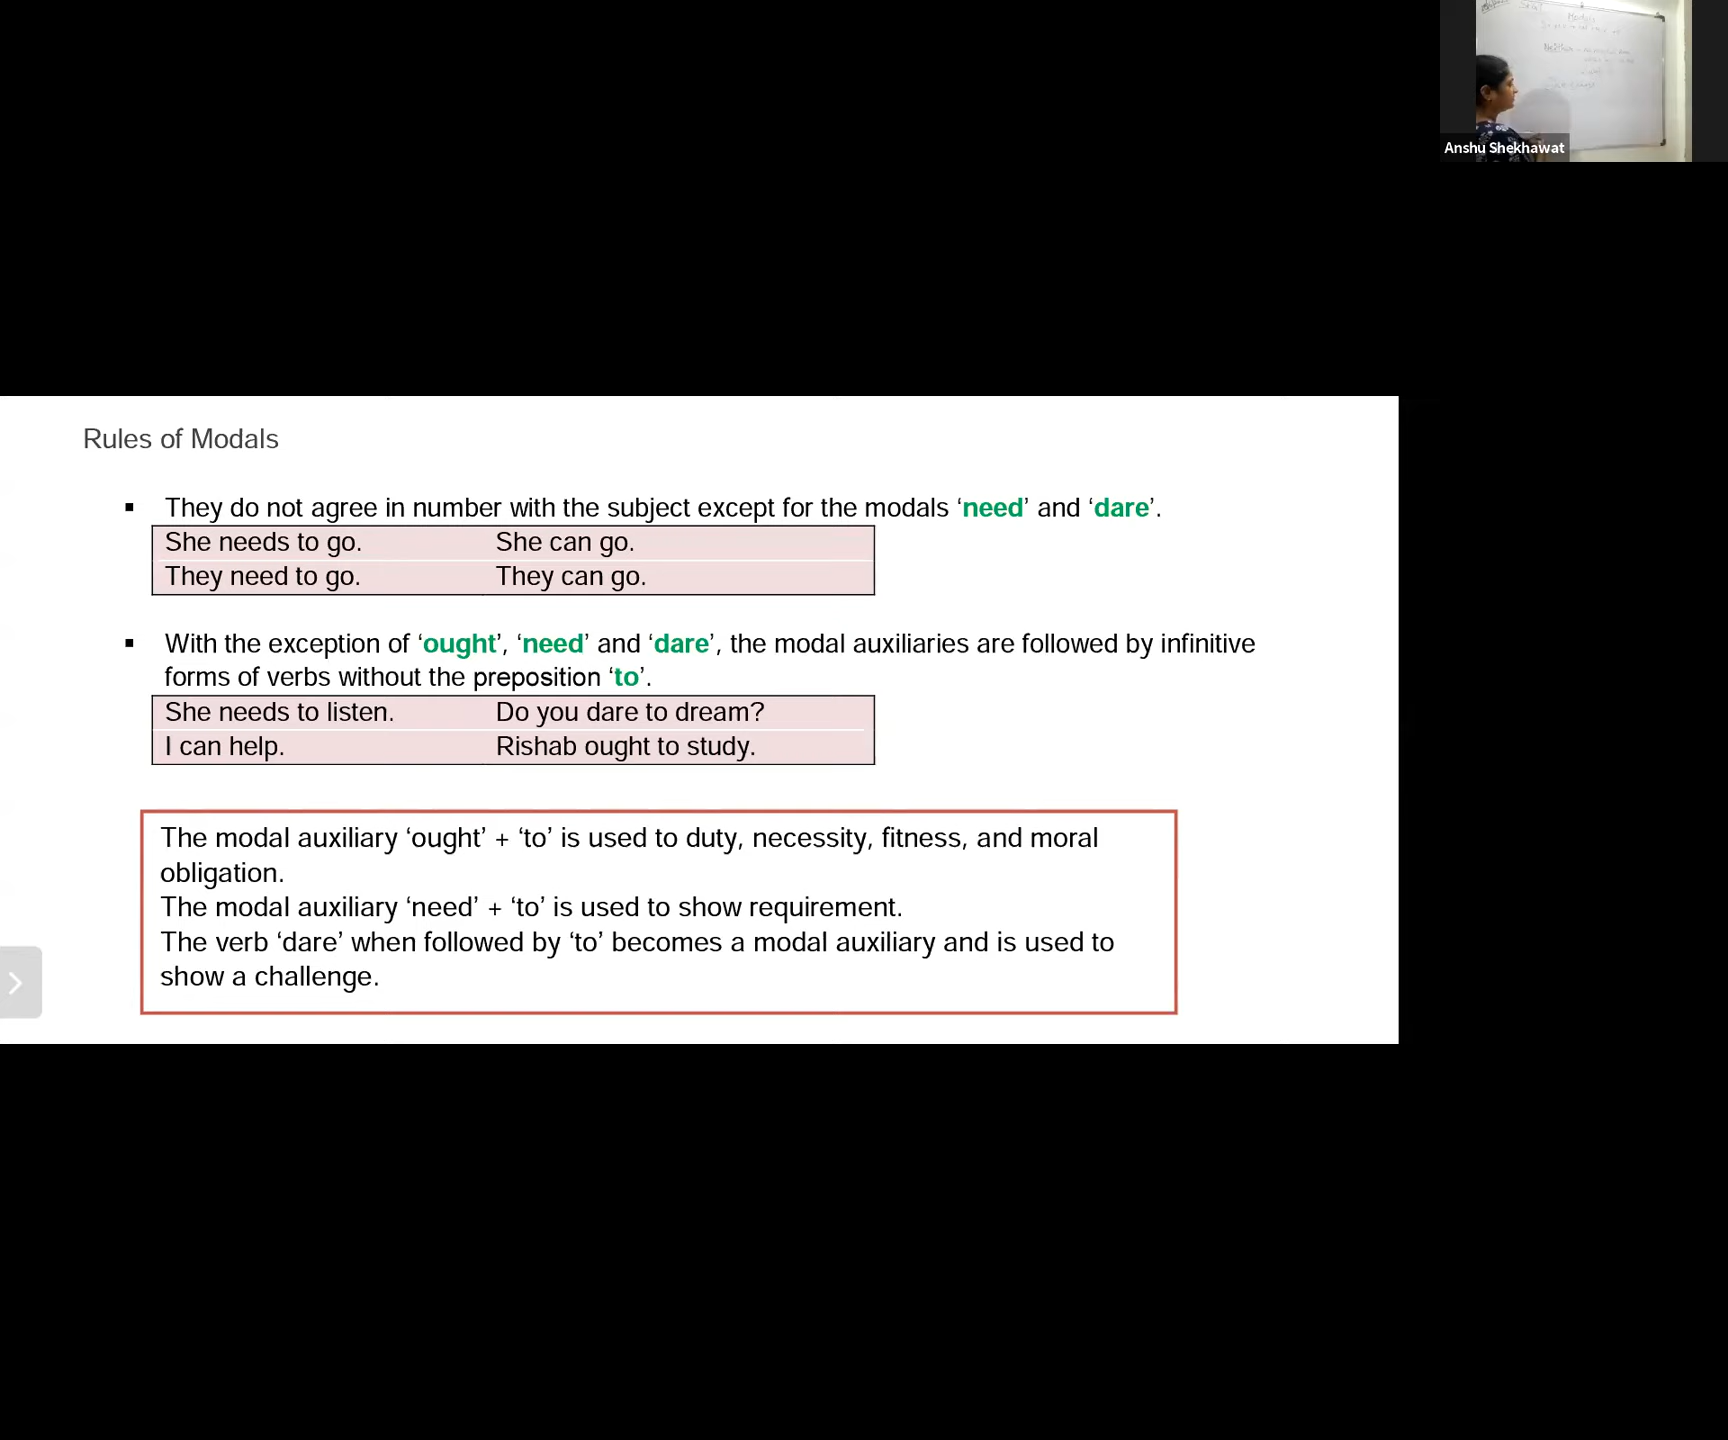 Modals
Anshu Shekhawat
Rules of Modals
▪ They do not agree in number with the subject except for the modals ‘need’ and ‘dare’.
She needs to go. She can go.
They need to go. They can go.
▪ With the exception of ‘ought’, ‘need’ and ‘dare’, the modal auxiliaries are followed by infinitive
forms of verbs without the preposition ‘to’.
She needs to listen. Do you dare to dream?
I can help. Rishab ought to study.
The modal auxiliary ‘ought’ + ‘to’ is used to duty, necessity, fitness, and moral
obligation.
The modal auxiliary ‘need’ + ‘to’ is used to show requirement.
The verb ‘dare’ when followed by ‘to’ becomes a modal auxiliary and is used to
show a challenge.